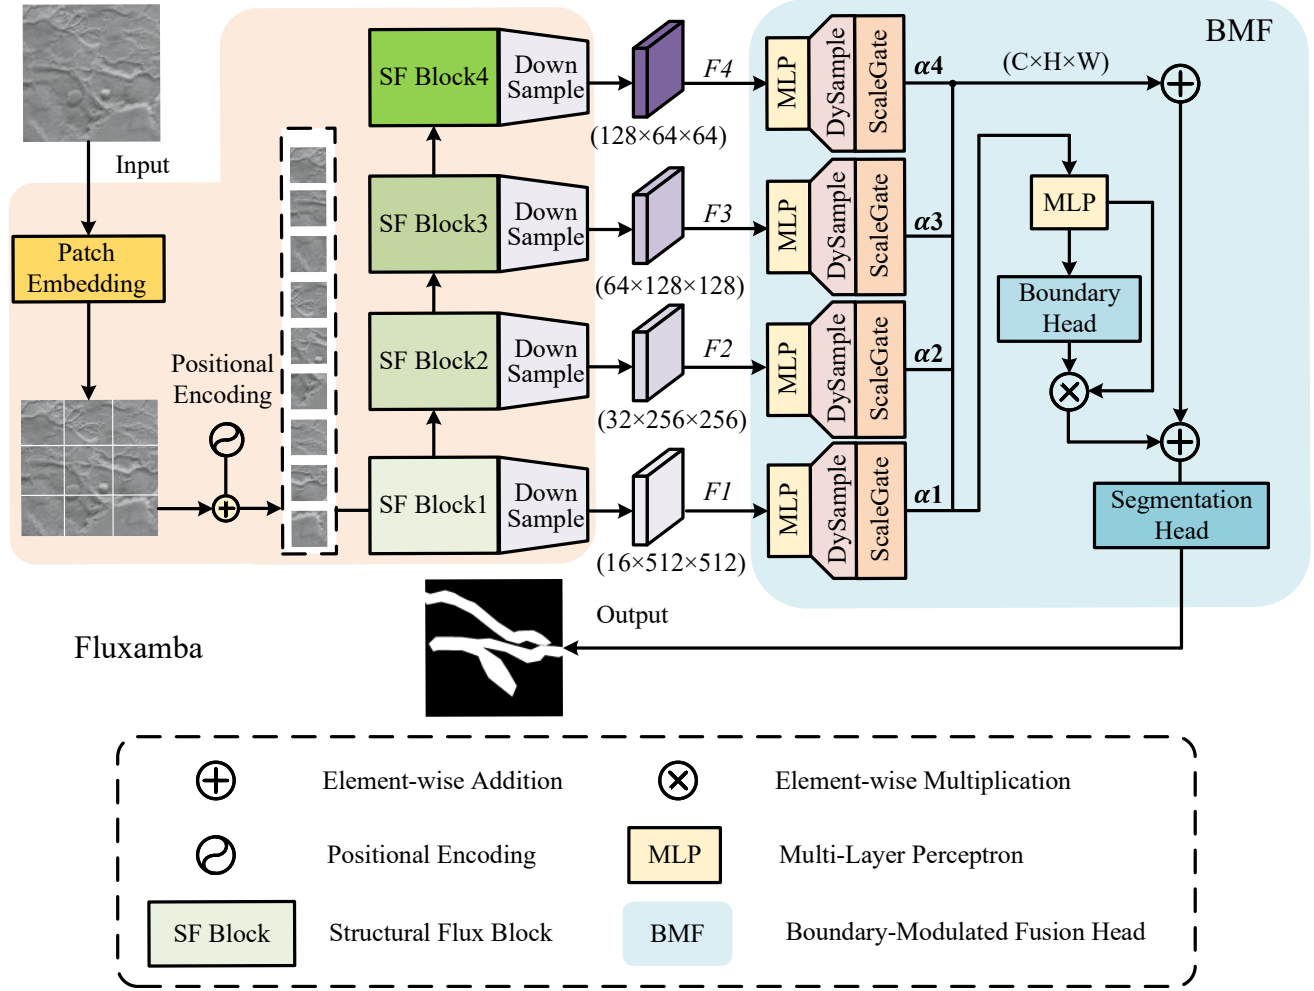 Input
Patch
Embedding
Positional
Encoding
SF Block4
Down
Sample
(128×64×64)
F4
MLP
DySample
ScaleGate
α4
(C×H×W)
BMF
SF Block3
Down
Sample
(64×128×128)
F3
MLP
DySample
ScaleGate
α3
SF Block2
Down
Sample
(32×256×256)
F2
MLP
DySample
ScaleGate
α2
SF Block1
Down
Sample
(16×512×512)
F1
MLP
DySample
ScaleGate
α1
MLP
Boundary
Head
Segmentation
Head
Output
Fluxamba
Element-wise Addition
Element-wise Multiplication
Positional Encoding
MLP
Multi-Layer Perceptron
SF Block
Structural Flux Block
BMF
Boundary-Modulated Fusion Head